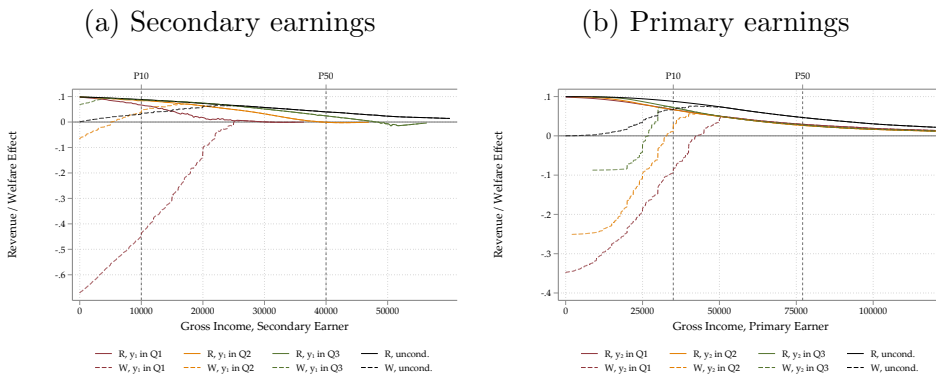 (a) Secondary earnings
P10 P50
.1
0
-.1
-.2
-.3
-.4
-.5
-.6
Revenue / Welfare Effect
0 10000 20000 30000 40000 50000
Gross Income, Secondary Earner
R, y₁ in Q1 R, y₁ in Q2 R, y₁ in Q3 R, uncond.
W, y₁ in Q1 W, y₁ in Q2 W, y₁ in Q3 W, uncond.
(b) Primary earnings
P10 P50
.1
0
-.1
-.2
-.3
-.4
Revenue / Welfare Effect
0 25000 50000 75000 100000
Gross Income, Primary Earner
R, y₂ in Q1 R, y₂ in Q2 R, y₂ in Q3 R, uncond.
W, y₂ in Q1 W, y₂ in Q2 W, y₂ in Q3 W, uncond.